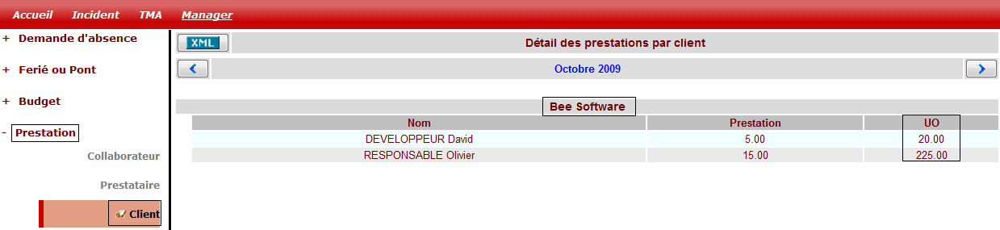 Accueil Incident TMA Manager
+ Demande d'absence
+ Ferié ou Pont
+ Budget
- Prestation
Collaborateur
Prestataire
Client
XML Détail des prestations par client
Octobre 2009
Bee Software
Nom Prestation UO
DEVELOPPEUR David 5.00 20.00
RESPONSABLE Olivier 15.00 225.00